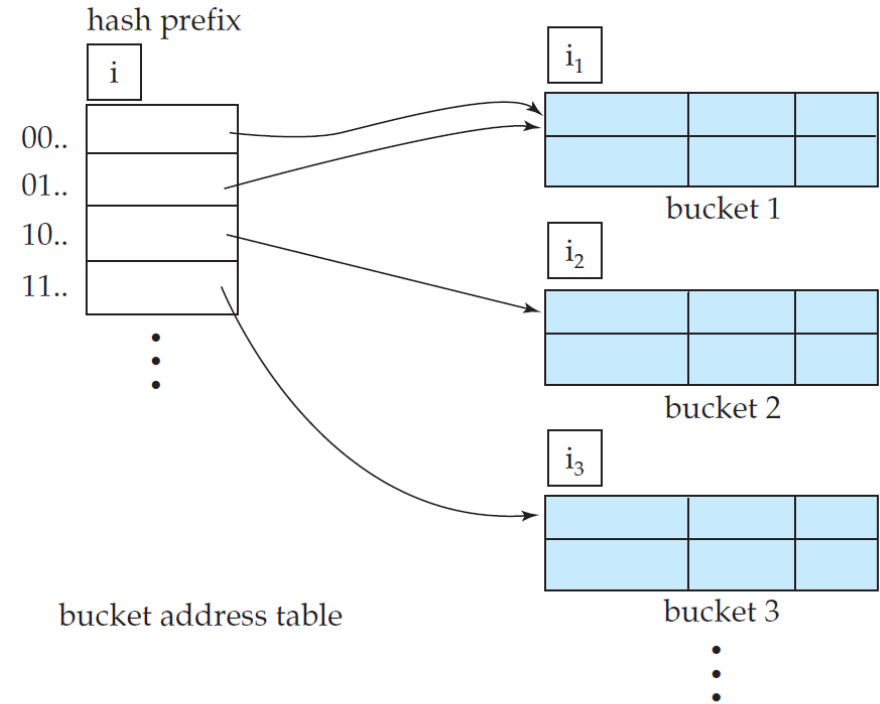 hash prefix
i
00..
01..
10..
11..
bucket address table
i₁
bucket 1
i₂
bucket 2
i₃
bucket 3